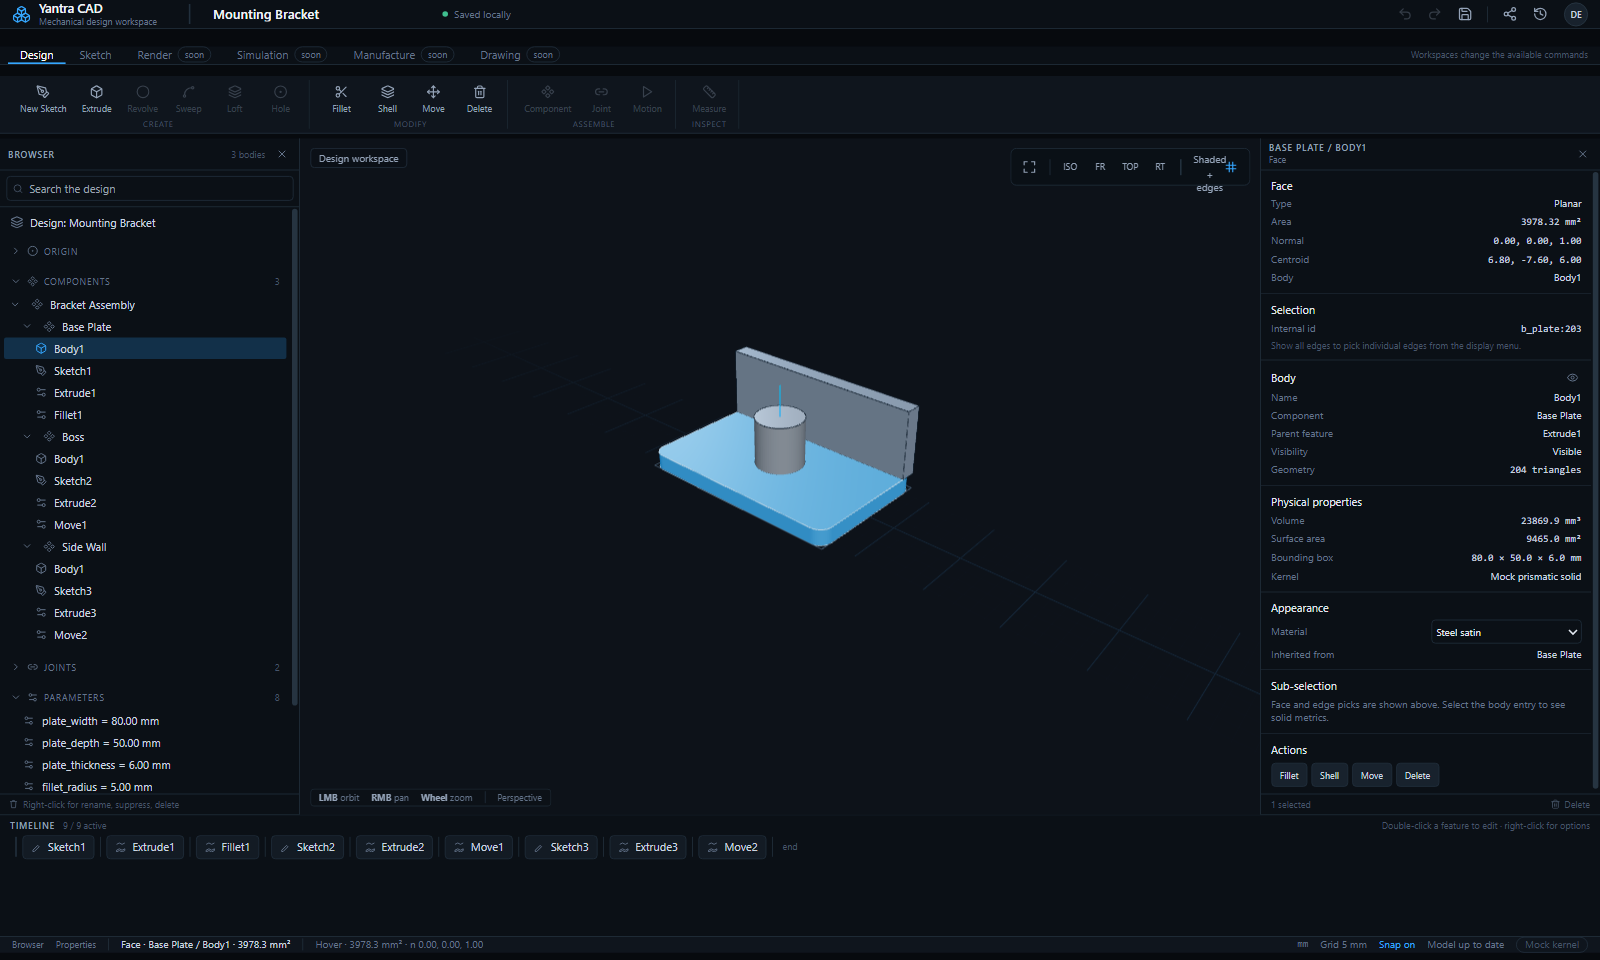 Yantra CAD
Mechanical design workspace
Mounting Bracket
Saved locally
DE
Design
Sketch
Render soon
Simulation soon
Manufacture soon
Drawing soon
Workspaces change the available commands
New Sketch
Extrude
Revolve
Sweep
Loft
Hole
CREATE
Fillet
Shell
Move
Delete
MODIFY
Component
Joint
Motion
ASSEMBLE
Measure
INSPECT
BROWSER
3 bodies
Search the design
Design: Mounting Bracket
ORIGIN
COMPONENTS 3
Bracket Assembly
Base Plate
Body1
Sketch1
Extrude1
Fillet1
Boss
Body1
Sketch2
Extrude2
Move1
Side Wall
Body1
Sketch3
Extrude3
Move2
JOINTS 2
PARAMETERS 8
plate_width = 80.00 mm
plate_depth = 50.00 mm
plate_thickness = 6.00 mm
fillet_radius = 5.00 mm
Right-click for rename, suppress, delete
Design workspace
ISO
FR
TOP
RT
Shaded
+
edges
LMB orbit
RMB pan
Wheel zoom
Perspective
BASE PLATE / BODY1
Face
Face
Type Planar
Area 3978.32 mm²
Normal 0.00, 0.00, 1.00
Centroid 6.80, -7.60, 6.00
Body Body1
Selection
Internal id b_plate:203
Show all edges to pick individual edges from the display menu.
Body
Name Body1
Component Base Plate
Parent feature Extrude1
Visibility Visible
Geometry 204 triangles
Physical properties
Volume 23869.9 mm³
Surface area 9465.0 mm²
Bounding box 80.0 × 50.0 × 6.0 mm
Kernel Mock prismatic solid
Appearance
Material Steel satin
Inherited from Base Plate
Sub-selection
Face and edge picks are shown above. Select the body entry to see
solid metrics.
Actions
Fillet
Shell
Move
Delete
1 selected
Delete
TIMELINE 9 / 9 active
Double-click a feature to edit · right-click for options
Sketch1
Extrude1
Fillet1
Sketch2
Extrude2
Move1
Sketch3
Extrude3
Move2
end
Browser
Properties
Face · Base Plate / Body1 · 3978.3 mm²
Hover · 3978.3 mm² · n 0.00, 0.00, 1.00
mm
Grid 5 mm
Snap on
Model up to date
Mock kernel